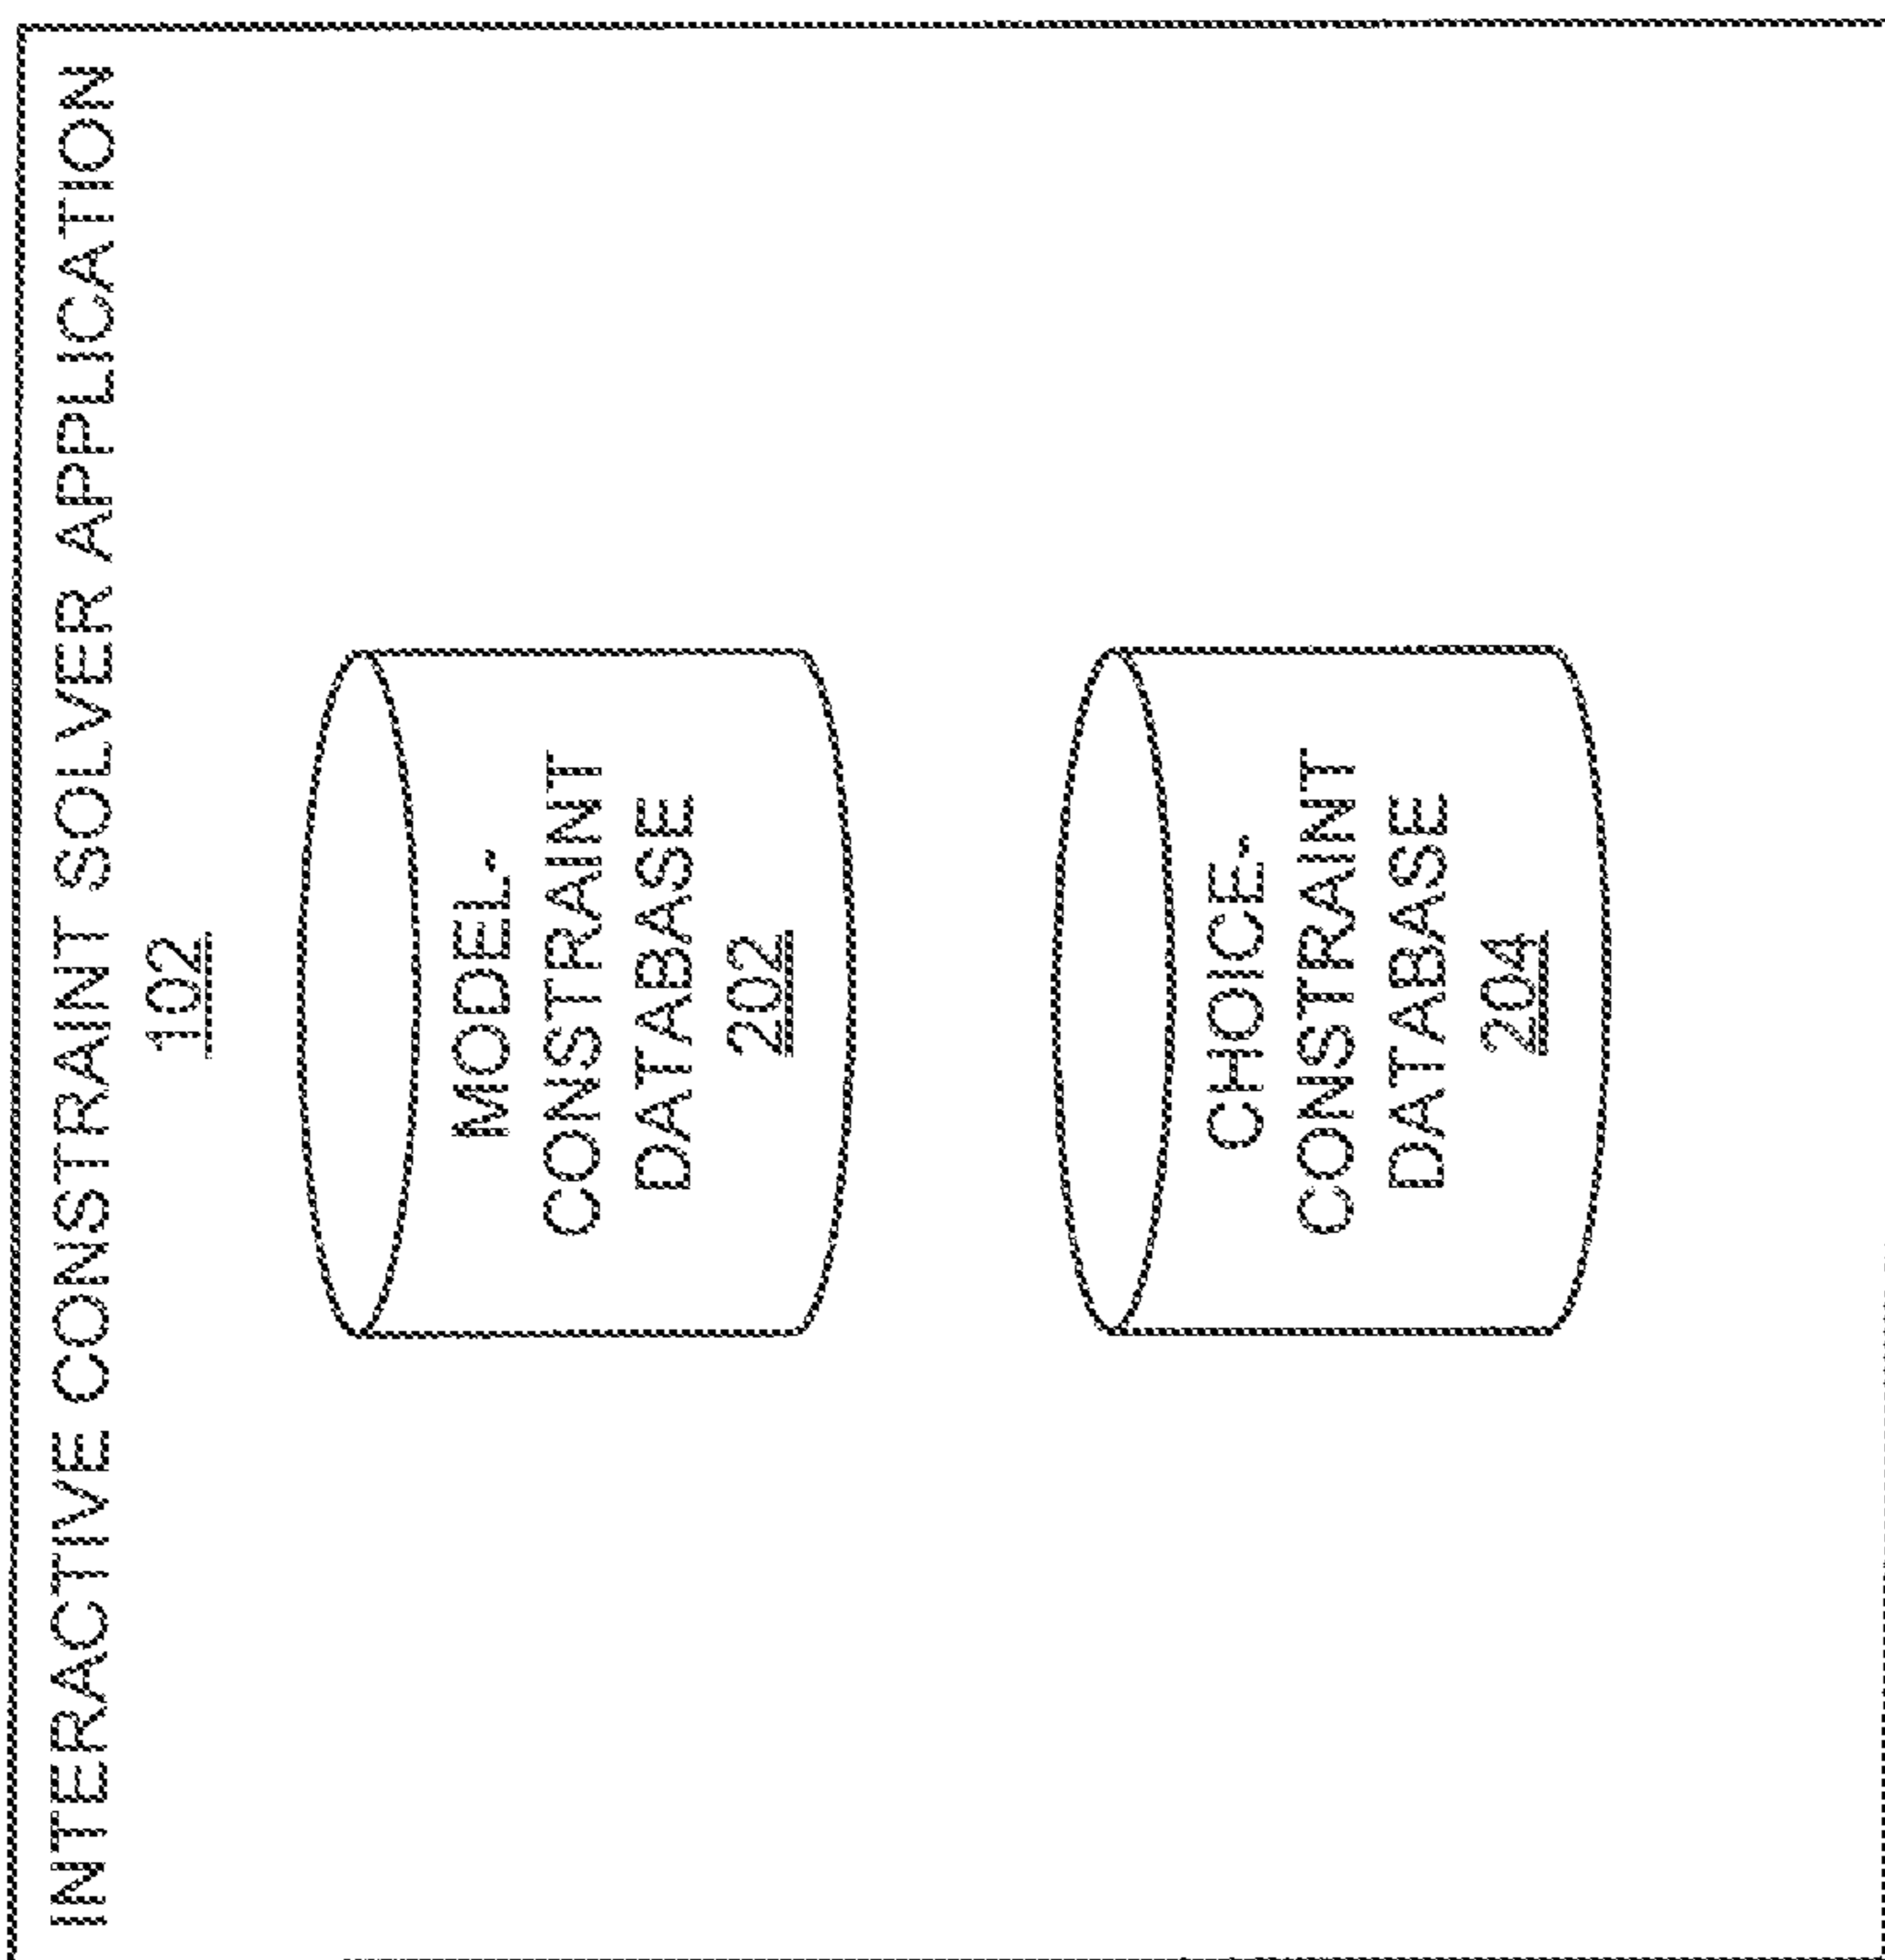 INTERACTIVE CONSTRAINT SOLVER APPLICATION
102
MODEL-
CONSTRAINT
DATABASE
202
CHOICE-
CONSTRAINT
DATABASE
204